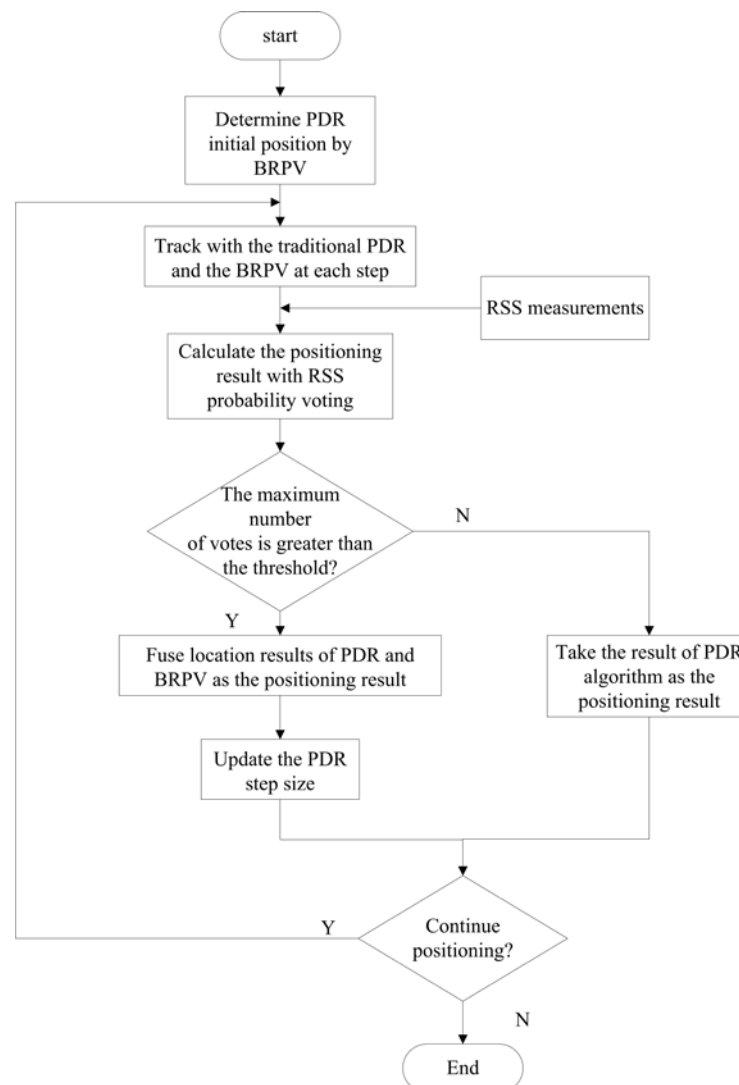 start
Determine PDR
initial position by
BRPV
Track with the traditional PDR
and the BRPV at each step
RSS measurements
Calculate the positioning
result with RSS
probability voting
The maximum
number
of votes is greater than
the threshold?
N
Y
Fuse location results of PDR and
BRPV as the positioning result
Take the result of PDR
algorithm as the
positioning result
Update the PDR
step size
Y
Continue
positioning?
N
End